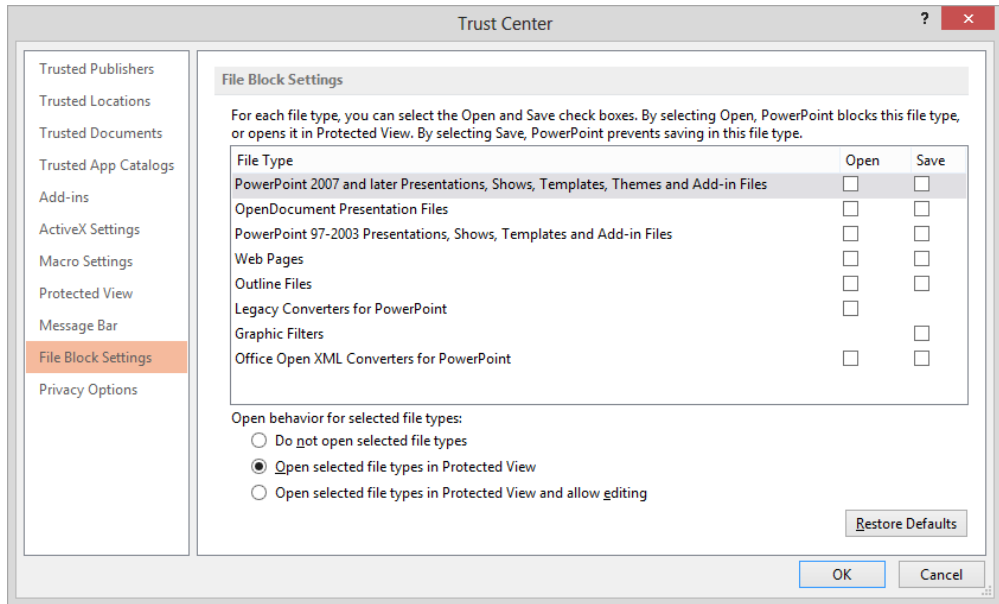 Trust Center
?
Trusted Publishers
Trusted Locations
Trusted Documents
Trusted App Catalogs
Add-ins
ActiveX Settings
Macro Settings
Protected View
Message Bar
File Block Settings
Privacy Options
File Block Settings
For each file type, you can select the Open and Save check boxes. By selecting Open, PowerPoint blocks this file type,
or opens it in Protected View. By selecting Save, PowerPoint prevents saving in this file type.
File Type Open Save
PowerPoint 2007 and later Presentations, Shows, Templates, Themes and Add-in Files
OpenDocument Presentation Files
PowerPoint 97-2003 Presentations, Shows, Templates and Add-in Files
Web Pages
Outline Files
Legacy Converters for PowerPoint
Graphic Filters
Office Open XML Converters for PowerPoint
Open behavior for selected file types:
Do not open selected file types
Open selected file types in Protected View
Open selected file types in Protected View and allow editing
Restore Defaults
OK Cancel